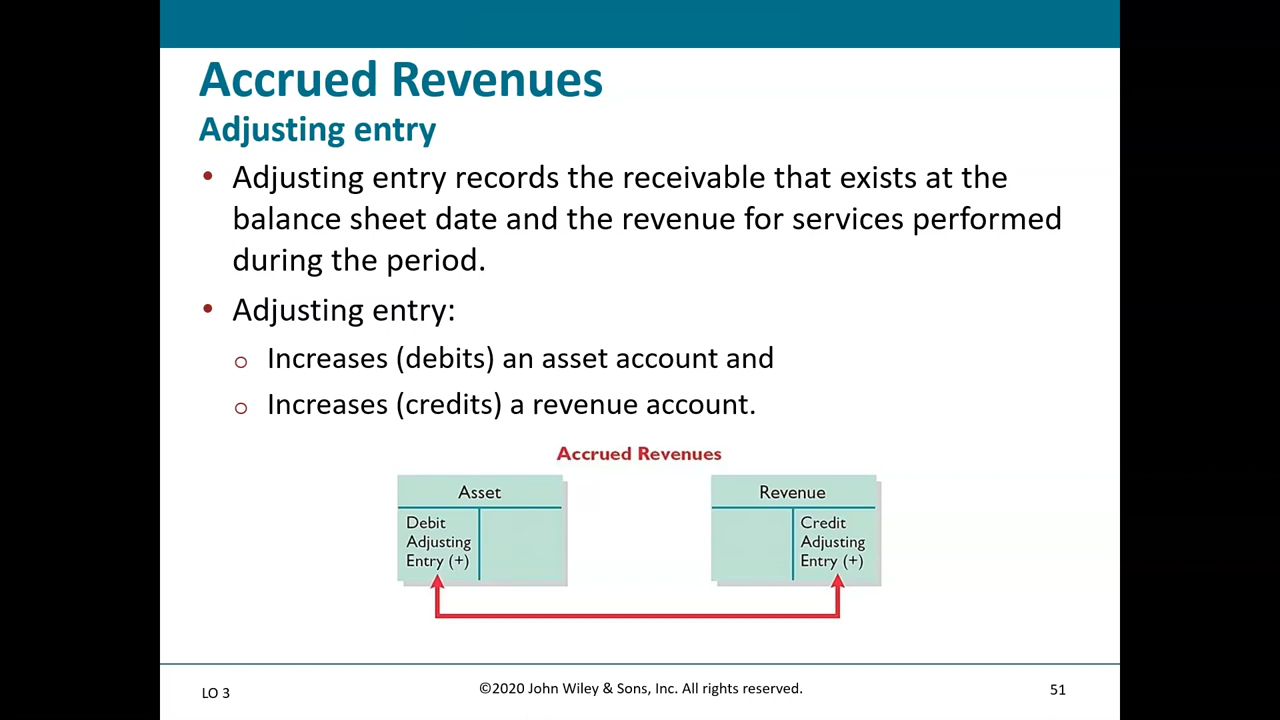 Accrued Revenues
Adjusting entry
• Adjusting entry records the receivable that exists at the
balance sheet date and the revenue for services performed
during the period.
• Adjusting entry:
o Increases (debits) an asset account and
o Increases (credits) a revenue account.
Accrued Revenues
Asset
Debit
Adjusting
Entry (+)
Revenue
Credit
Adjusting
Entry (+)
LO 3
©2020 John Wiley & Sons, Inc. All rights reserved.
51